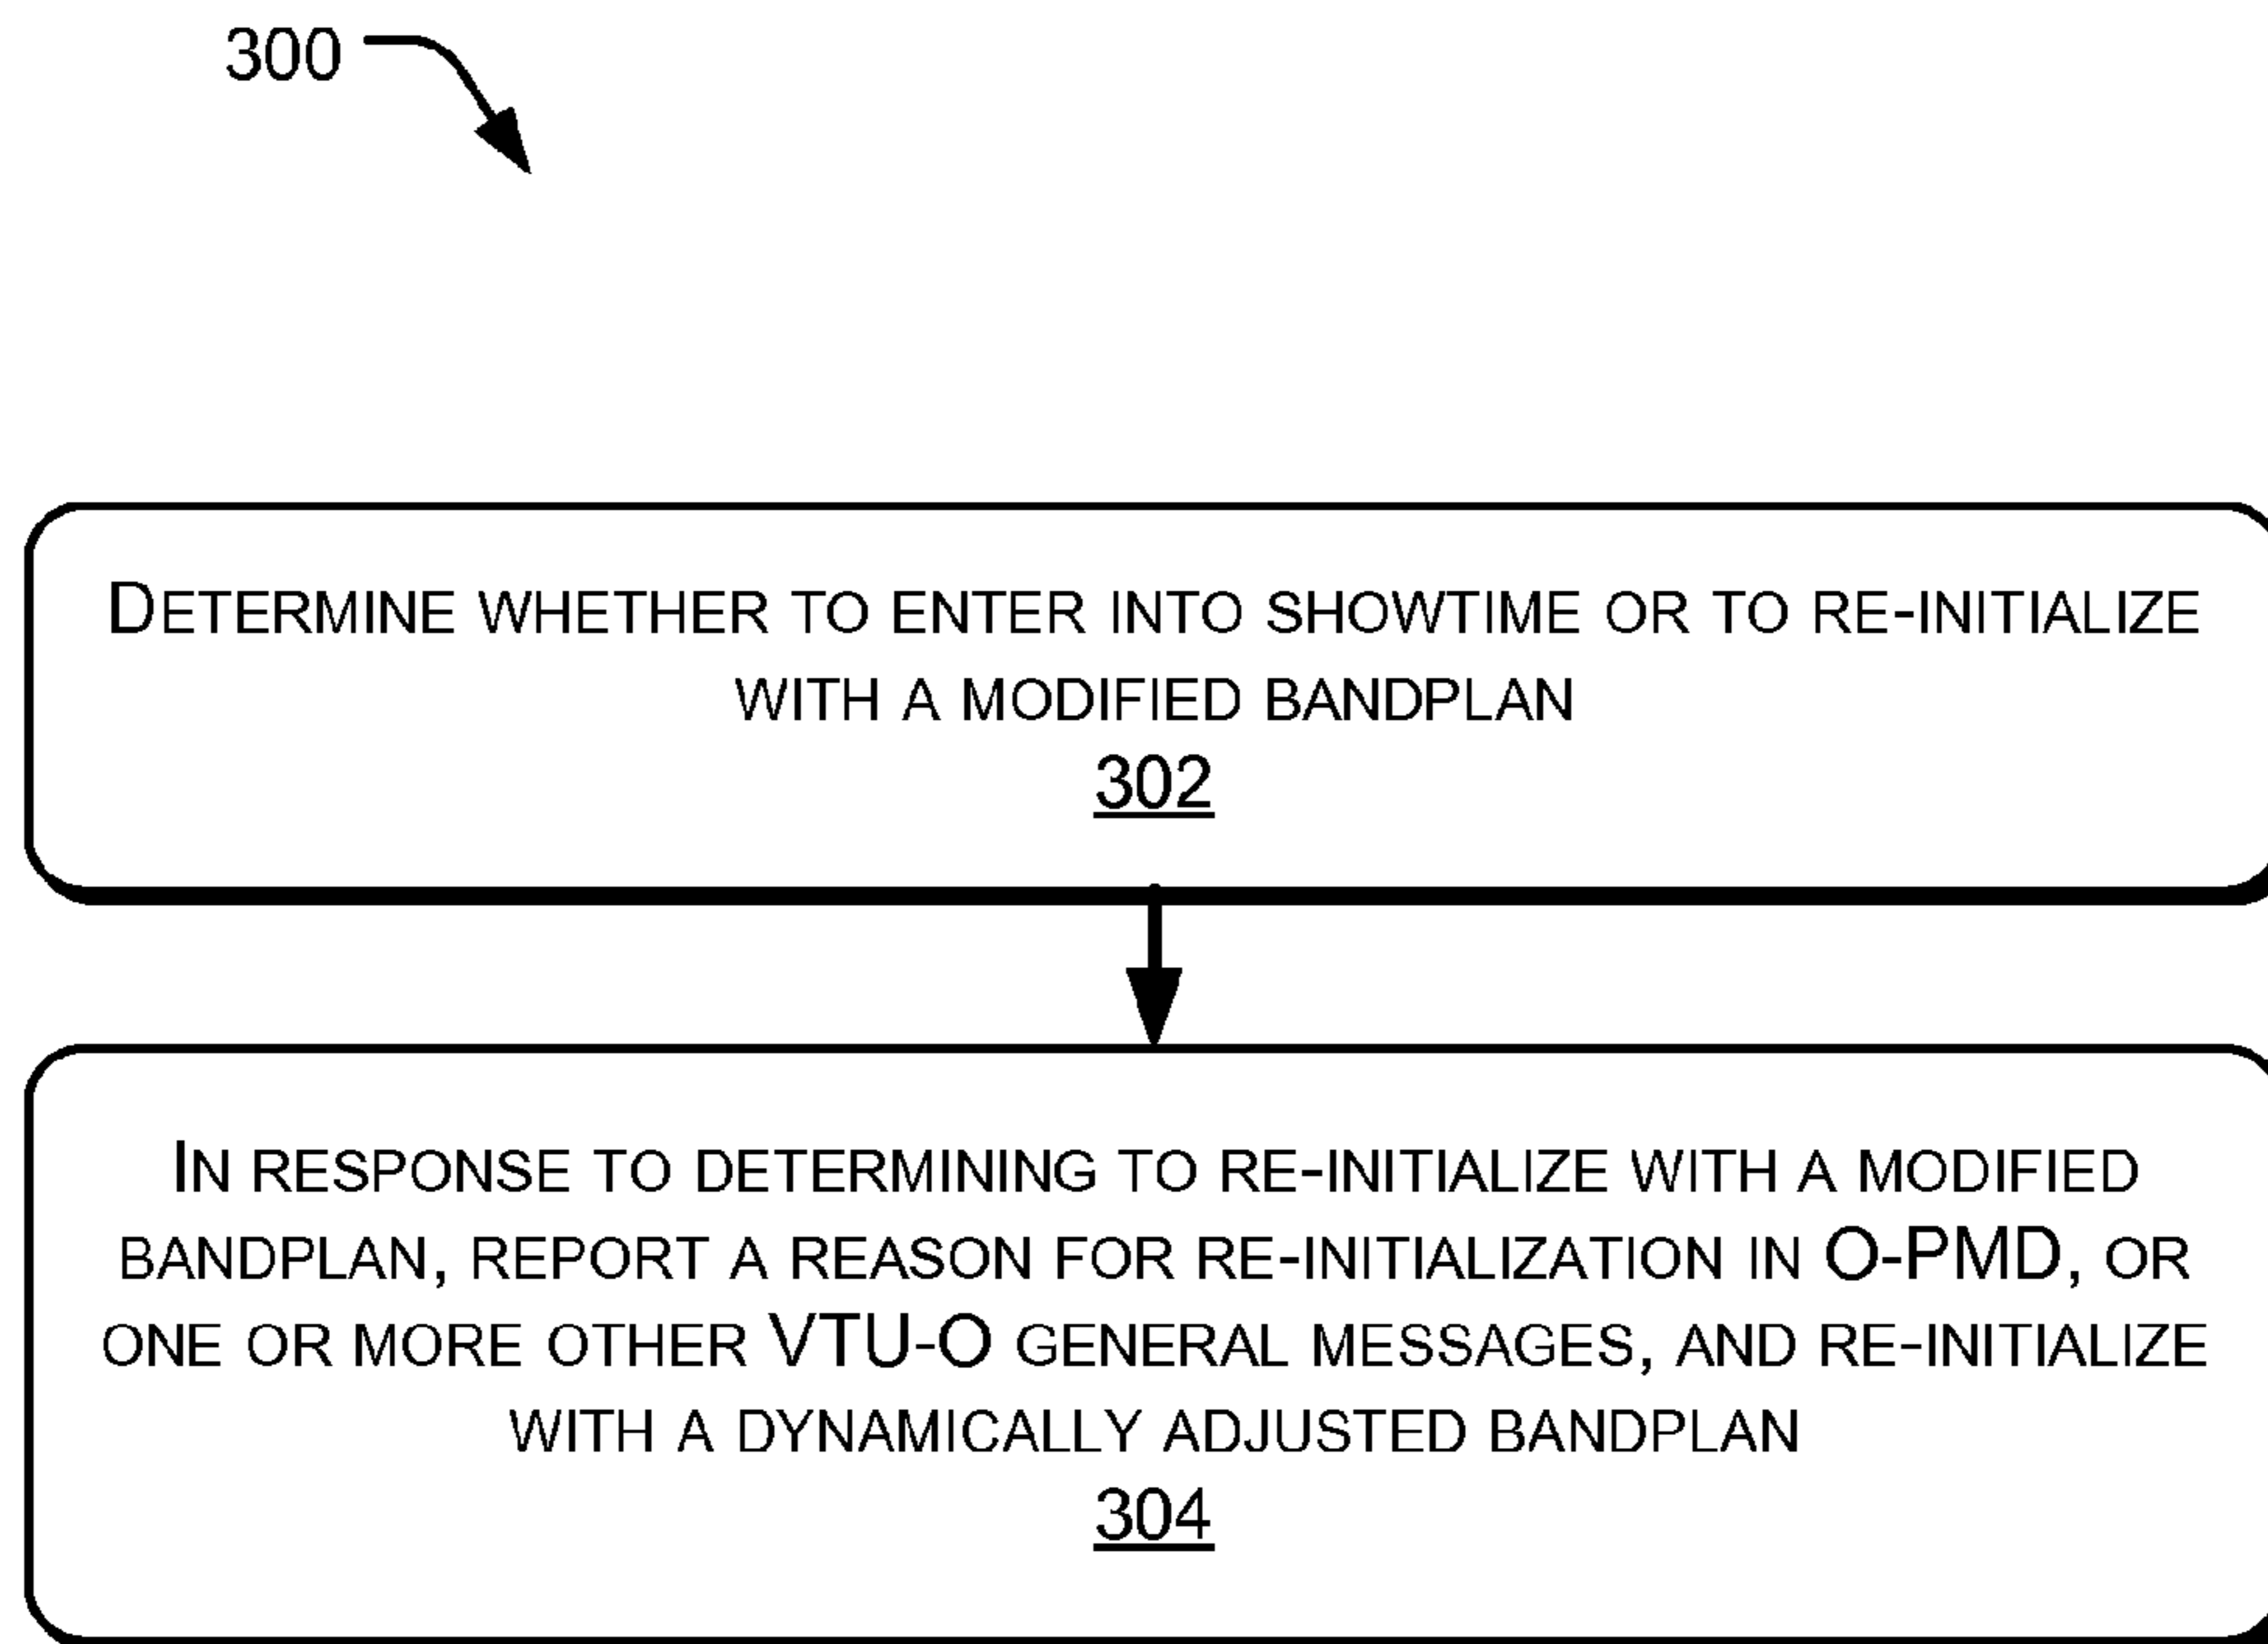 300
DETERMINE WHETHER TO ENTER INTO SHOWTIME OR TO RE-INITIALIZE
WITH A MODIFIED BANDPLAN
302
IN RESPONSE TO DETERMINING TO RE-INITIALIZE WITH A MODIFIED
BANDPLAN, REPORT A REASON FOR RE-INITIALIZATION IN O-PMD, OR
ONE OR MORE OTHER VTU-O GENERAL MESSAGES, AND RE-INITIALIZE
WITH A DYNAMICALLY ADJUSTED BANDPLAN
304